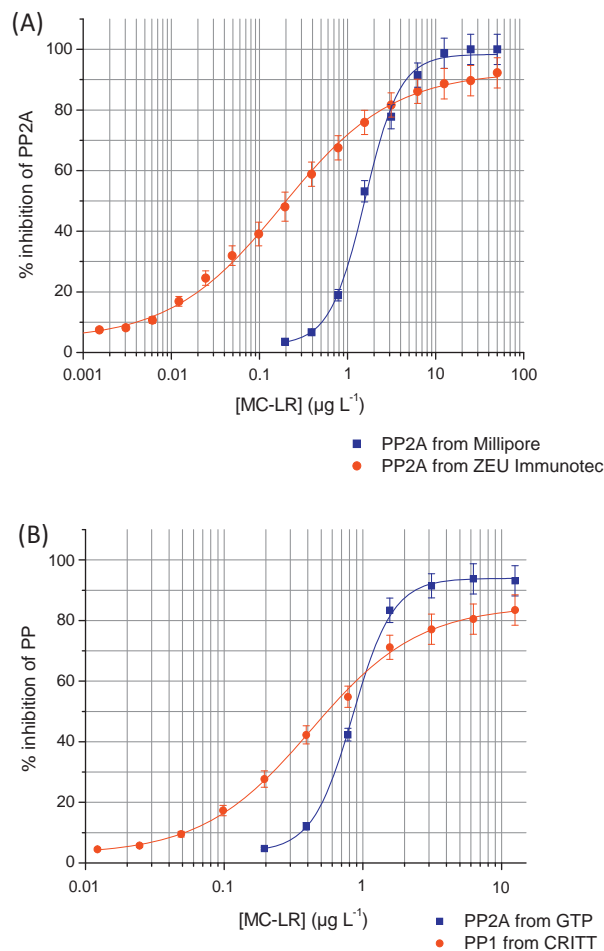 (A)
100
80
60
40
20
0
% inhibition of PP2A
0.001 0.01 0.1 1 10 100
[MC-LR] (µg L⁻¹)
PP2A from Millipore
PP2A from ZEU Immunotec
(B)
100
80
60
40
20
0
% inhibition of PP
0.01 0.1 1 10
[MC-LR] (µg L⁻¹)
PP2A from GTP
PP1 from CRITT